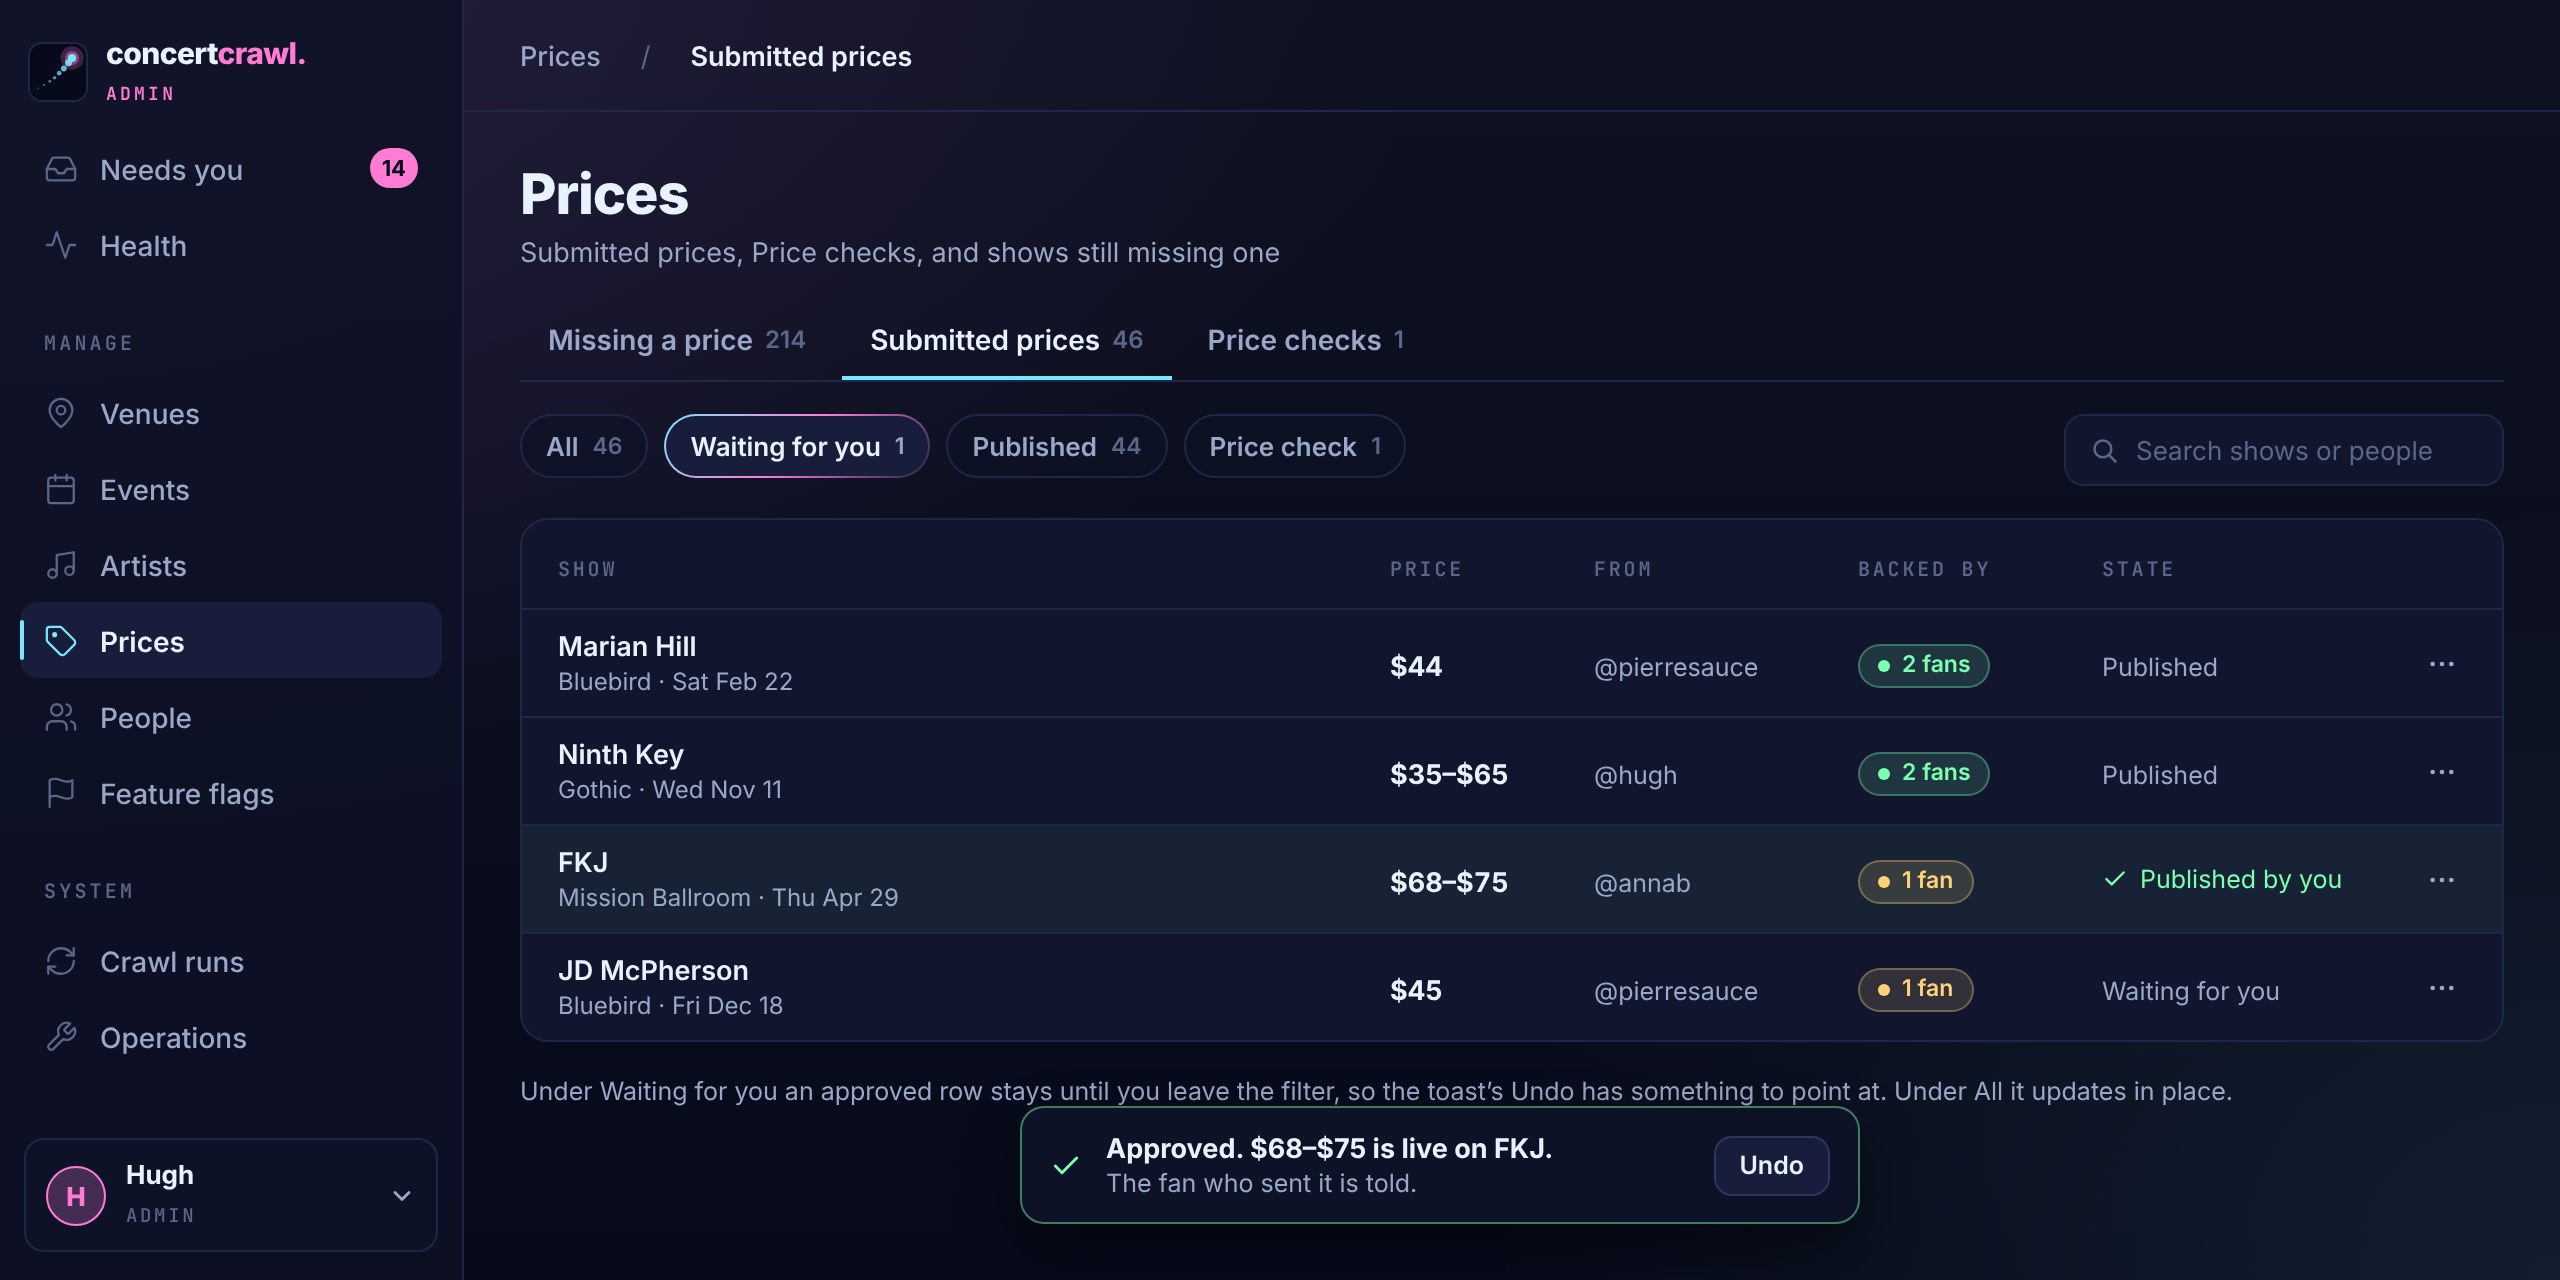 concertcrawl.
ADMIN
Needs you 14
Health
MANAGE
Venues
Events
Artists
Prices
People
Feature flags
SYSTEM
Crawl runs
Operations
H
Hugh
ADMIN
Prices / Submitted prices
Prices
Submitted prices, Price checks, and shows still missing one
Missing a price 214 Submitted prices 46 Price checks 1
All 46 Waiting for you 1 Published 44 Price check 1 Search shows or people
SHOW PRICE FROM BACKED BY STATE
Marian Hill
Bluebird · Sat Feb 22
$44 @pierresauce 2 fans Published ···
Ninth Key
Gothic · Wed Nov 11
$35–$65 @hugh 2 fans Published ···
FKJ
Mission Ballroom · Thu Apr 29
$68–$75 @annab 1 fan Published by you ···
JD McPherson
Bluebird · Fri Dec 18
$45 @pierresauce 1 fan Waiting for you ···
Under Waiting for you an approved row stays until you leave the filter, so the toast’s Undo has something to point at. Under All it updates in place.
Approved. $68–$75 is live on FKJ.
The fan who sent it is told.
Undo